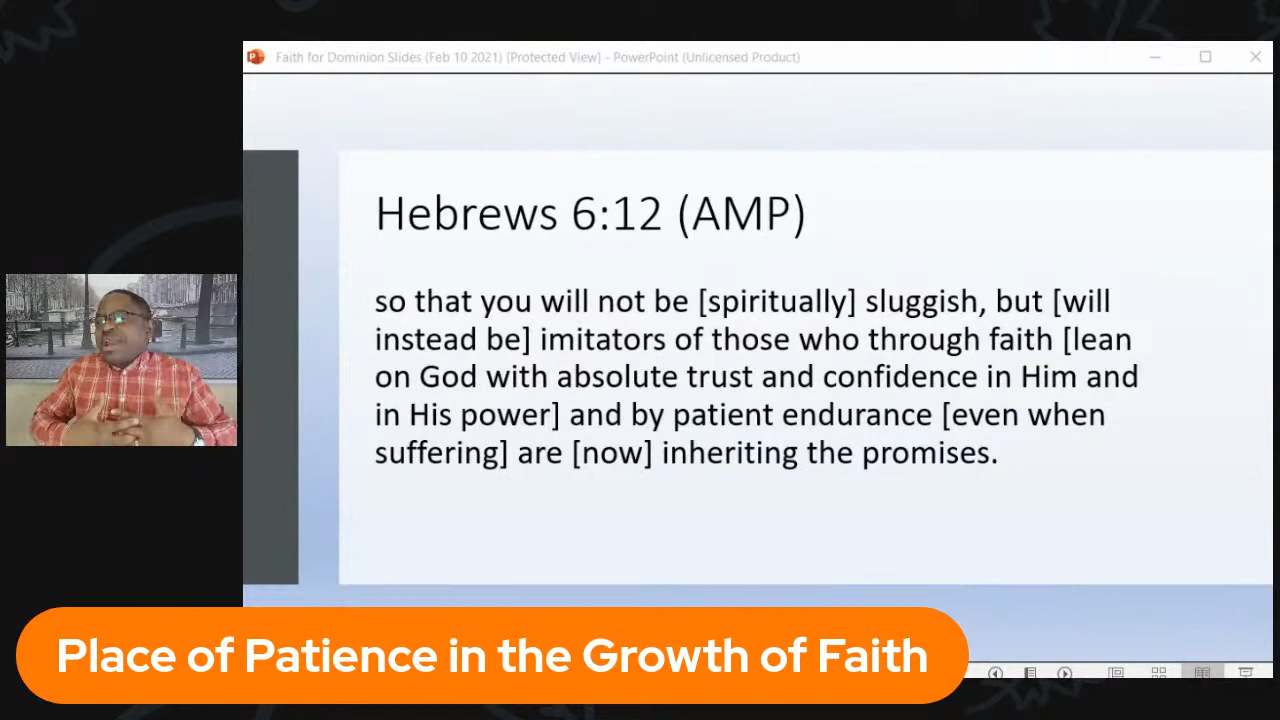 Faith for Dominion Slides (Feb 10 2021) [Protected View] - PowerPoint (Unlicensed Product)
Hebrews 6:12 (AMP)
so that you will not be [spiritually] sluggish, but [will
instead be] imitators of those who through faith [lean
on God with absolute trust and confidence in Him and
in His power] and by patient endurance [even when
suffering] are [now] inheriting the promises.
Place of Patience in the Growth of Faith